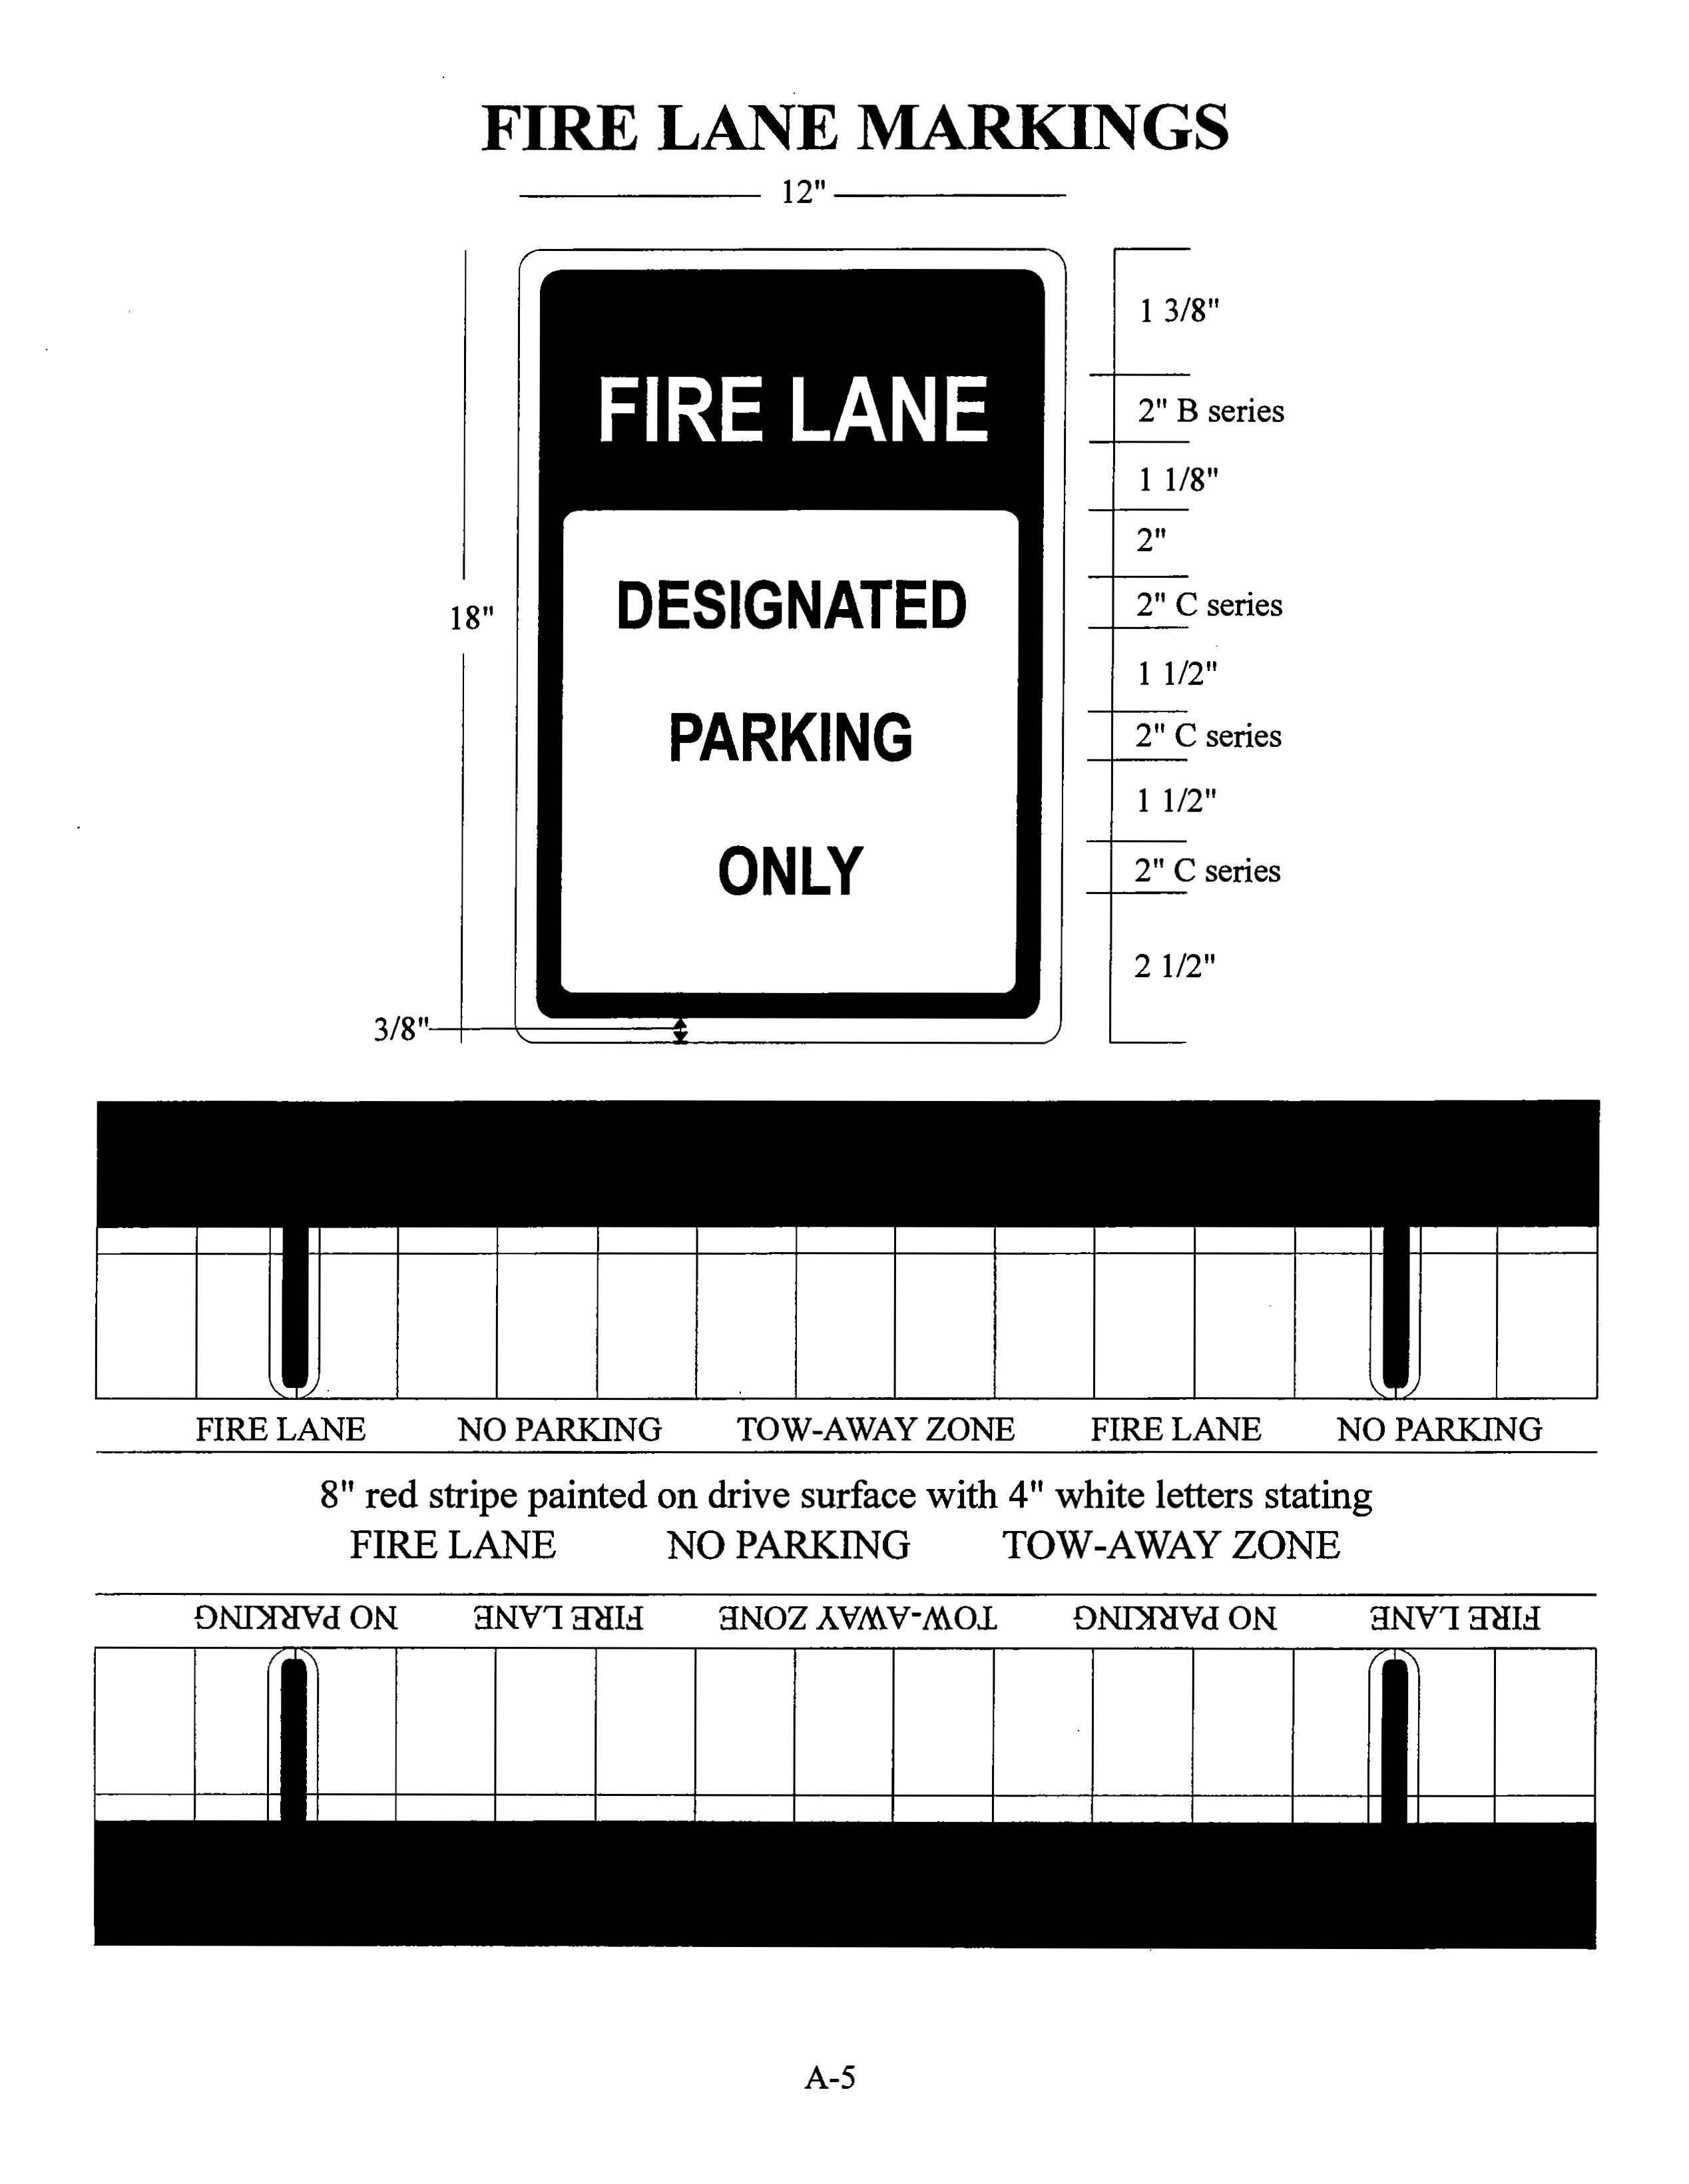 FIRE LANE MARKINGS
12"
1 3/8"
FIRE LANE
2" B series
1 1/8"
2"
DESIGNATED
2" C series
18"
1 1/2"
PARKING
2" C series
1 1/2"
ONLY
2" C series
2 1/2"
3/8"
FIRE LANE NO PARKING TOW-AWAY ZONE FIRE LANE NO PARKING
8" red stripe painted on drive surface with 4" white letters stating
FIRE LANE NO PARKING TOW-AWAY ZONE
NO PARKING FIRE LANE TOW-AWAY ZONE NO PARKING FIRE LANE
A-5